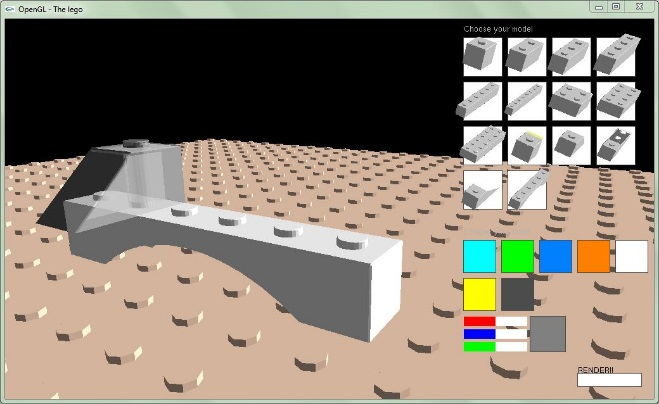 OpenGL - The lego
Choose your model
RENDER!!